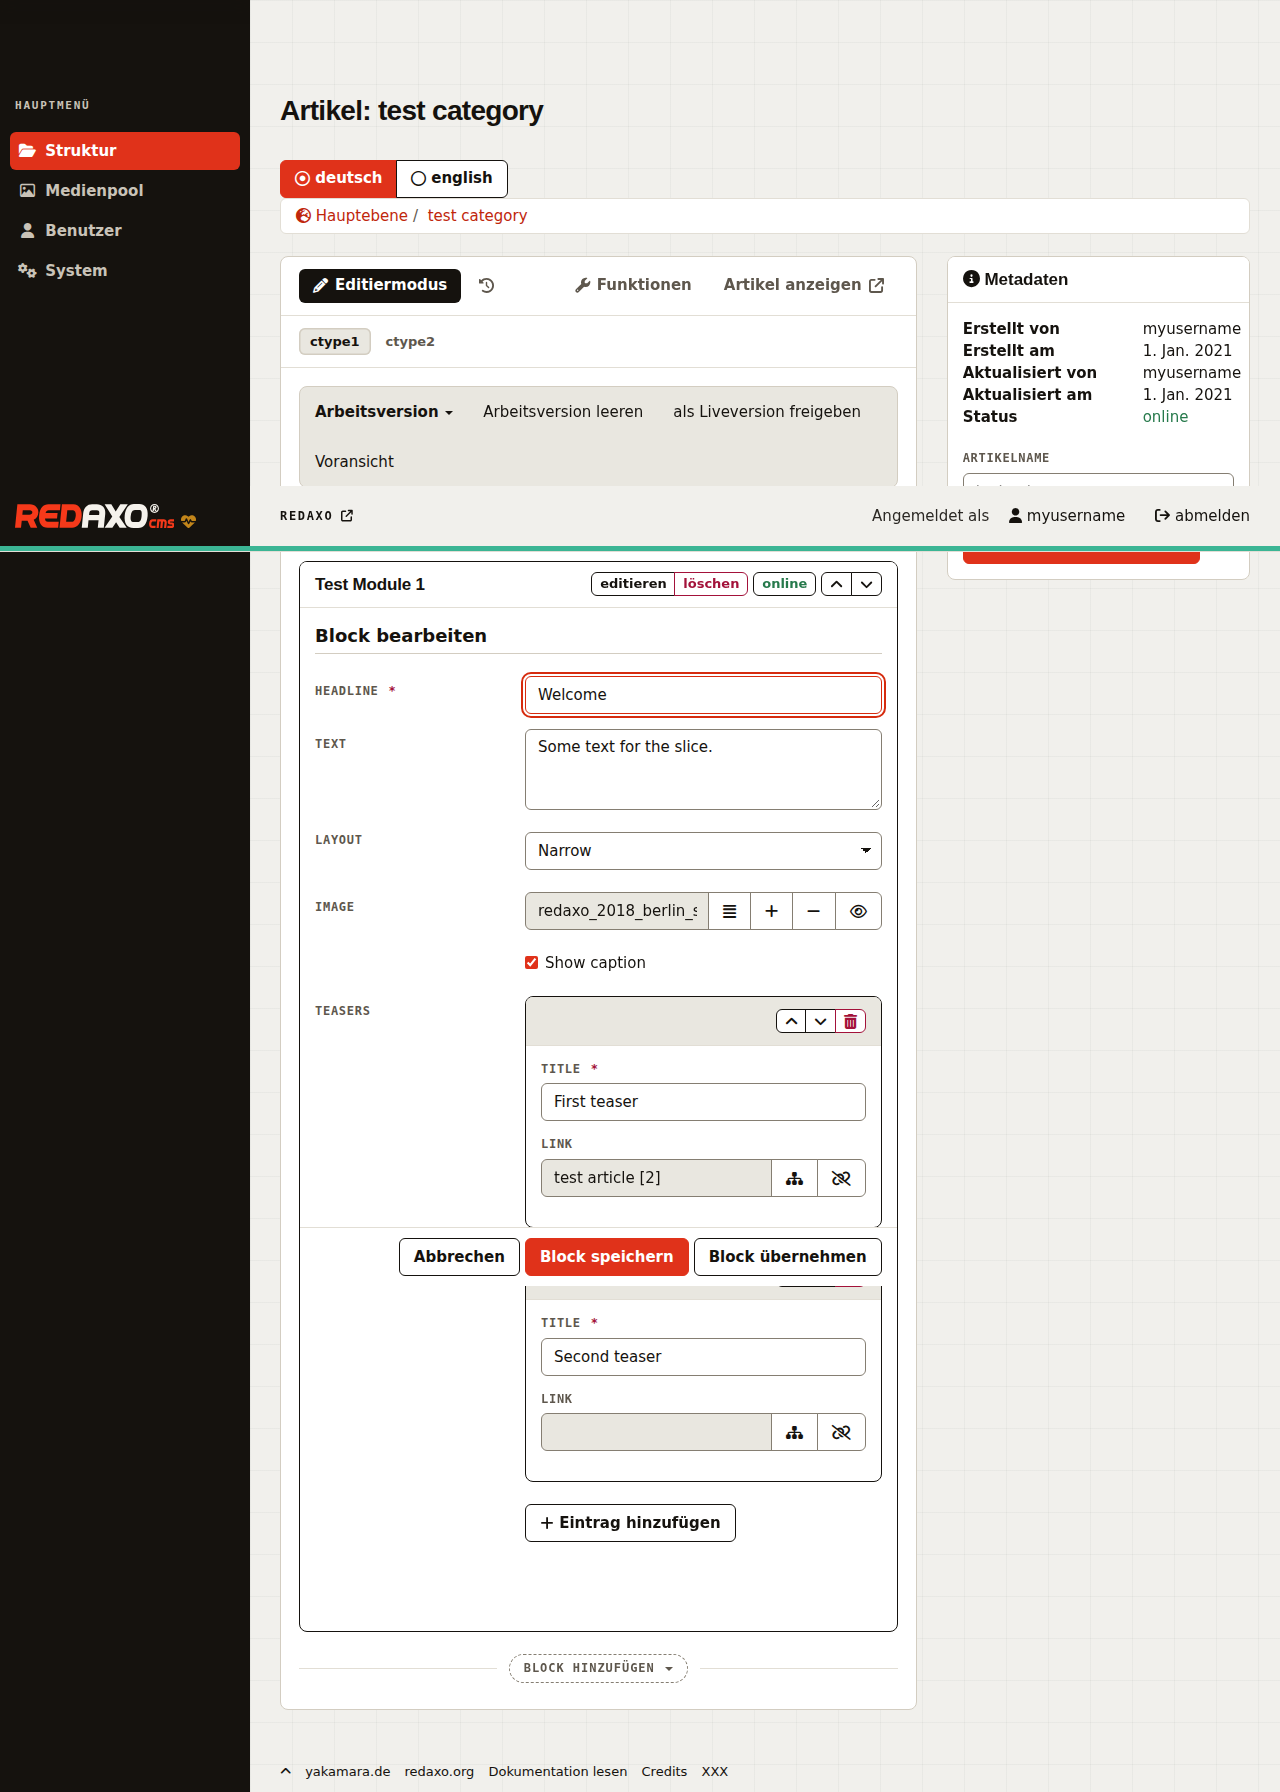 HAUPTMENÜ
Struktur
Medienpool
Benutzer
System
Artikel: test category
deutsch
english
Hauptebene / test category
Editiermodus
Funktionen
Artikel anzeigen
ctype1
ctype2
Arbeitsversion
Arbeitsversion leeren
als Liveversion freigeben
Voransicht
Metadaten
Erstellt von myusername
Erstellt am 1. Jan. 2021
Aktualisiert von myusername
Aktualisiert am 1. Jan. 2021
Status online
ARTIKELNAME
REDAXO® cms
REDAXO
Angemeldet als myusername abmelden
Test Module 1
editieren löschen online
Block bearbeiten
HEADLINE *
Welcome
TEXT
Some text for the slice.
LAYOUT
Narrow
IMAGE
redaxo_2018_berlin_s
Show caption
TEASERS
TITLE *
First teaser
LINK
test article [2]
Abbrechen
Block speichern
Block übernehmen
TITLE *
Second teaser
LINK
Eintrag hinzufügen
BLOCK HINZUFÜGEN
yakamara.de redaxo.org Dokumentation lesen Credits XXX